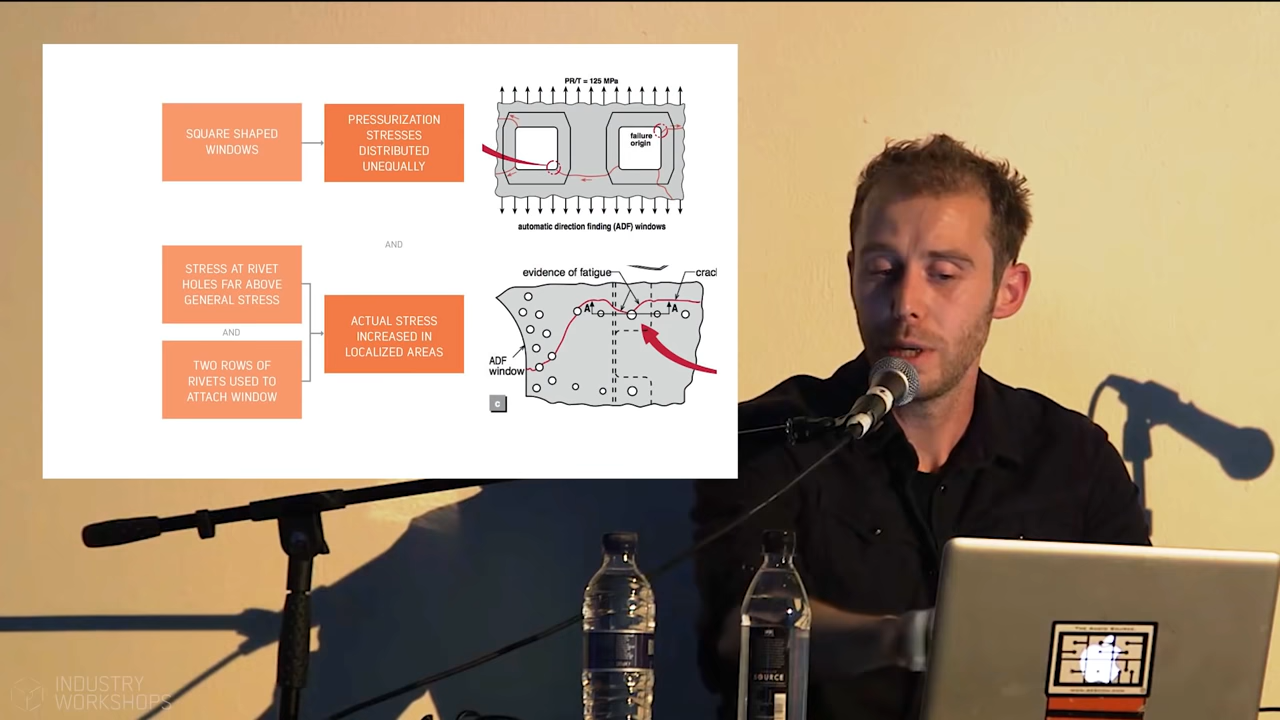 SQUARE SHAPED
WINDOWS
PRESSURIZATION
STRESSES
DISTRIBUTED
UNEQUALLY
AND
STRESS AT RIVET
HOLES FAR ABOVE
GENERAL STRESS
AND
TWO ROWS OF
RIVETS USED TO
ATTACH WINDOW
ACTUAL STRESS
INCREASED IN
LOCALIZED AREAS
PR/T = 125 MPa
failure
origin
automatic direction finding (ADF) windows
evidence of fatigue
crac
A
A
ADF
window
c
SOURCE
INDUSTRY
WORKSHOPS